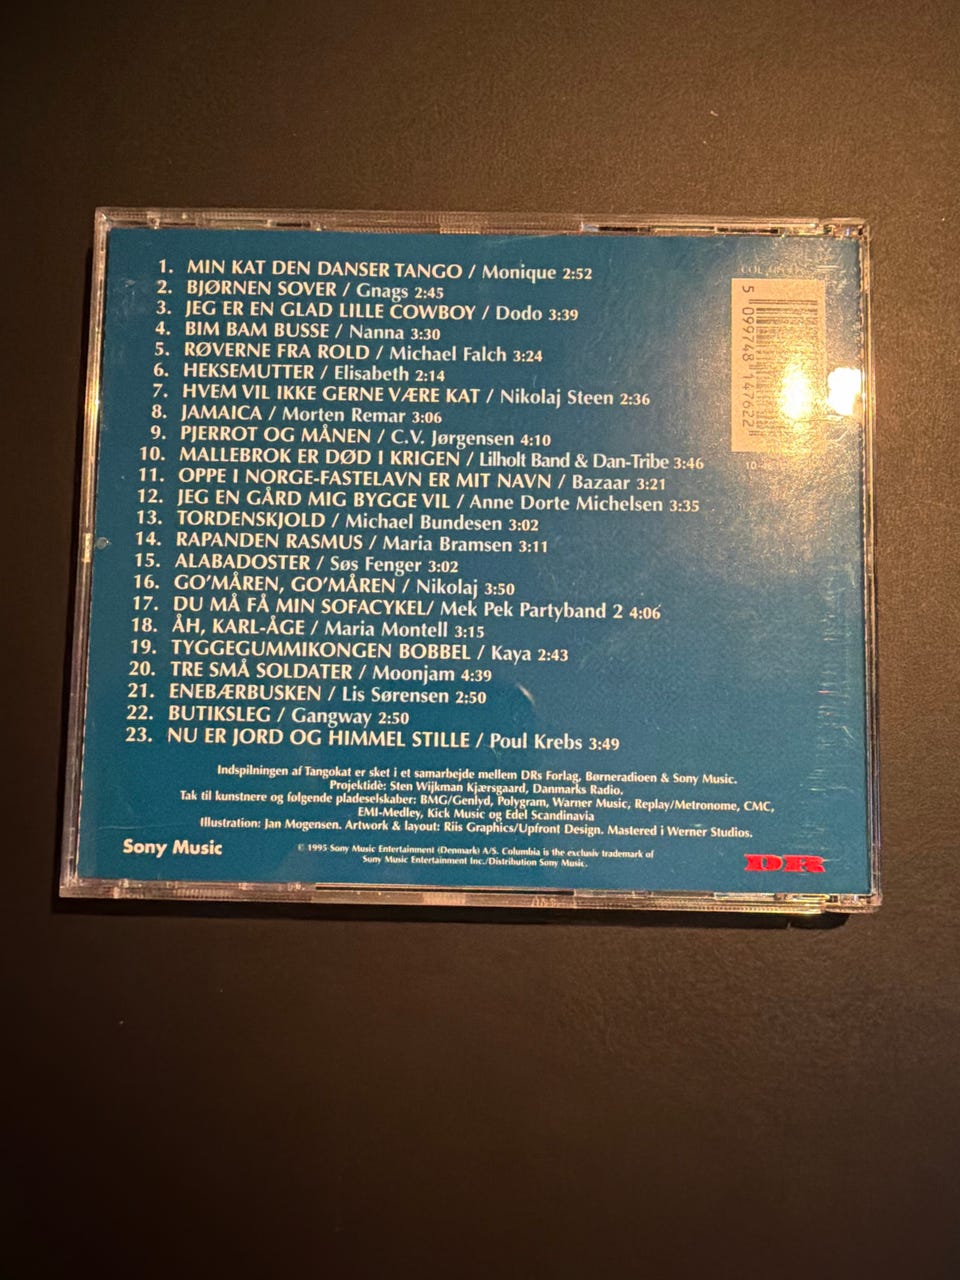 1. MIN KAT DEN DANSER TANGO / Monique 2:52
2. BJØRNEN SOVER / Gnags 2:45
3. JEG ER EN GLAD LILLE COWBOY / Dodo 3:39
4. BIM BAM BUSSE / Nanna 3:30
5. RØVERNE FRA ROLD / Michael Falch 3:24
6. HEKSEMUTTER / Elisabeth 2:14
7. HVEM VIL IKKE GERNE VÆRE KAT / Nikolaj Steen 2:36
8. JAMAICA / Morten Remar 3:06
9. PJERROT OG MÅNEN / C.V. Jørgensen 4:10
10. MALLEBROK ER DØD I KRIGEN / Lilholt Band & Dan-Tribe 3:46
11. OPPE I NORGE-FASTELAVN ER MIT NAVN / Bazaar 3:21
12. JEG EN GÅRD MIG BYGGE VIL / Anne Dorte Michelsen 3:35
13. TORDENSKJOLD / Michael Bundesen 3:02
14. RAPANDEN RASMUS / Maria Bramsen 3:11
15. ALABADOSTER / Søs Fenger 3:02
16. GO'MÅREN, GO'MÅREN / Nikolaj 3:50
17. DU MÅ FÅ MIN SOFACYKEL/ Mek Pek Partyband 2 4:06
18. ÅH, KARL-ÅGE / Maria Montell 3:15
19. TYGGEGUMMIKONGEN BOBBEL / Kaya 2:43
20. TRE SMÅ SOLDATER / Moonjam 4:39
21. ENEBÆRBUSKEN / Lis Sørensen 2:50
22. BUTIKSLEG / Gangway 2:50
23. NU ER JORD OG HIMMEL STILLE / Poul Krebs 3:49
Indspilningen af Tangokat er sket i et samarbejde mellem DRs Forlag, Børneradioen & Sony Music.
Projektidè: Sten Wijkman Kjærsgaard, Danmarks Radio.
Tak til kunstnere og følgende pladeselskaber: BMG/Genlyd, Polygram, Warner Music, Replay/Metronome, CMC,
EMI-Medley, Kick Music og Edel Scandinavia
Illustration: Jan Mogensen. Artwork & layout: Riis Graphics/Upfront Design. Mastered i Werner Studios.
Sony Music
© 1995 Sony Music Entertainment (Denmark) A/S. Columbia is the exclusiv trademark of
Sony Music Entertainment Inc./Distribution Sony Music.
DR
COL
5 099748 147622